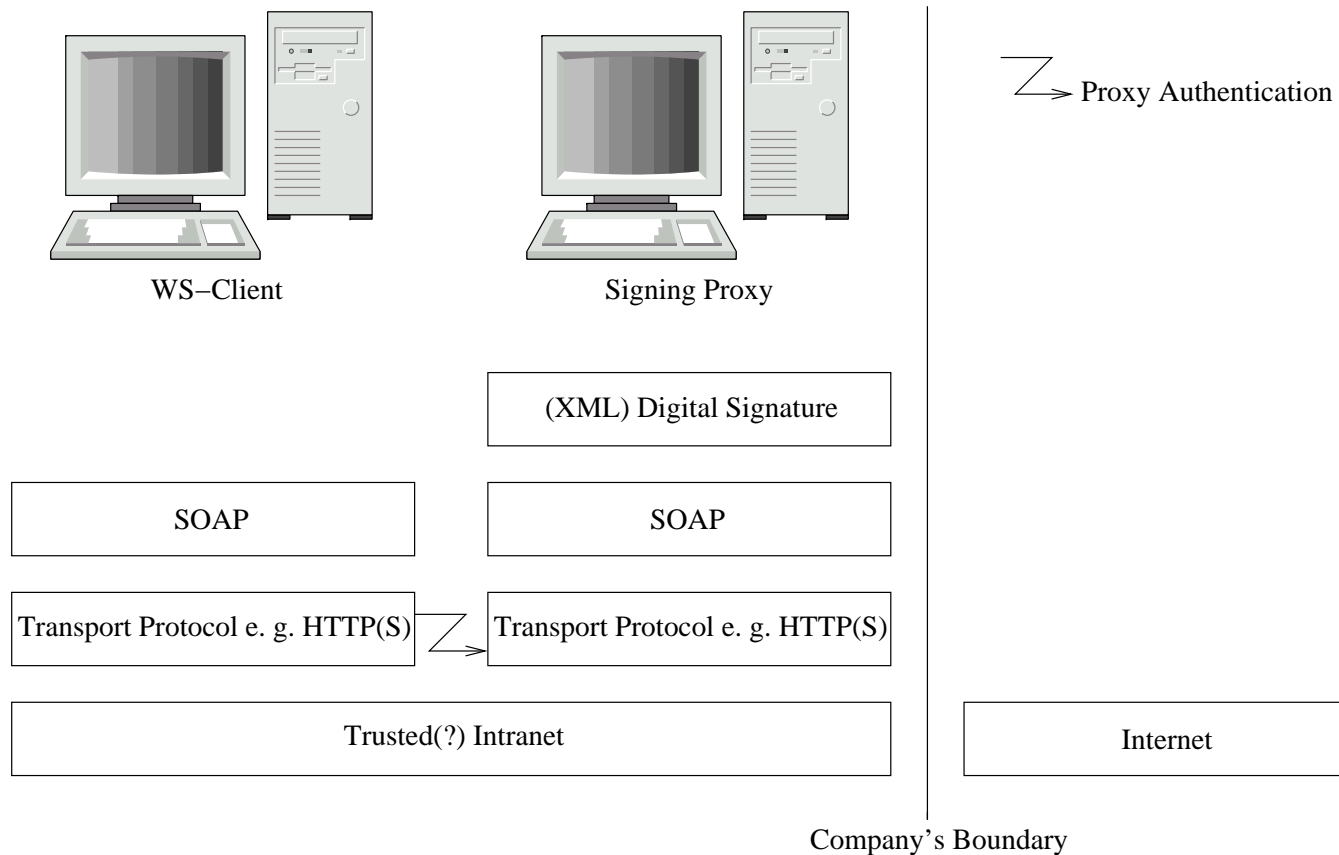 Proxy Authentication
WS−Client
Signing Proxy
(XML) Digital Signature
SOAP
SOAP
Transport Protocol e. g. HTTP(S)
Transport Protocol e. g. HTTP(S)
Trusted(?) Intranet
Internet
Company's Boundary